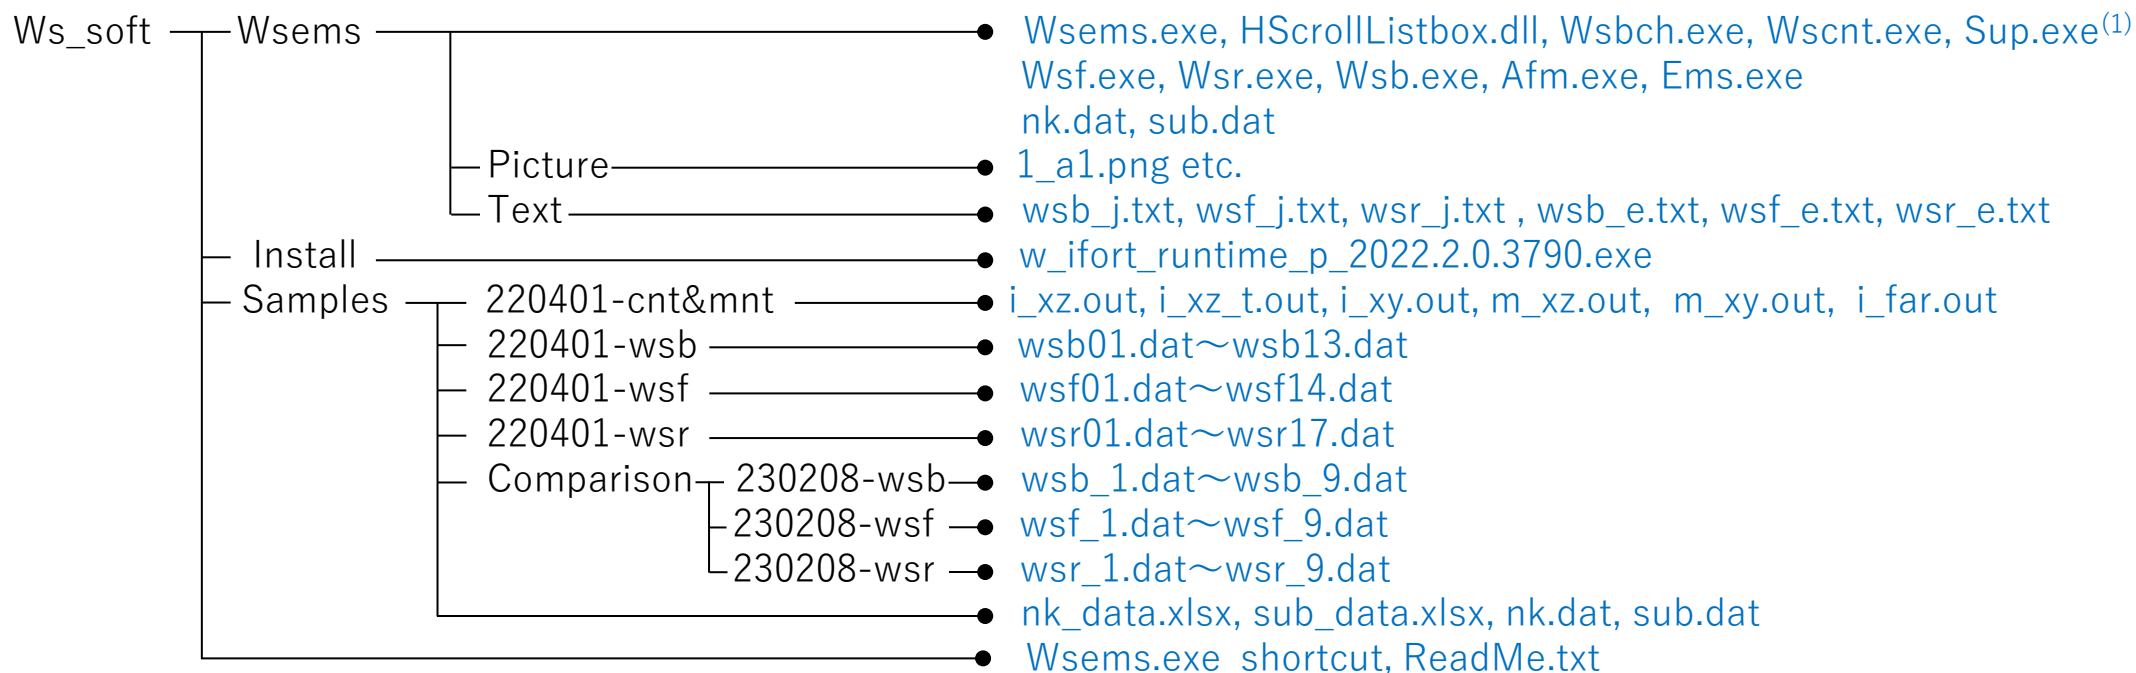 Ws_soft Wsems Wsems.exe, HScrollListbox.dll, Wsbch.exe, Wscnt.exe, Sup.exe(1)
Wsf.exe, Wsr.exe, Wsb.exe, Afm.exe, Ems.exe
nk.dat, sub.dat
Picture 1_a1.png etc.
Text wsb_j.txt, wsf_j.txt, wsr_j.txt , wsb_e.txt, wsf_e.txt, wsr_e.txt
Install w_ifort_runtime_p_2022.2.0.3790.exe
Samples 220401-cnt&mnt i_xz.out, i_xz_t.out, i_xy.out, m_xz.out, m_xy.out, i_far.out
220401-wsb wsb01.dat～wsb13.dat
220401-wsf wsf01.dat～wsf14.dat
220401-wsr wsr01.dat～wsr17.dat
Comparison 230208-wsb wsb_1.dat～wsb_9.dat
230208-wsf wsf_1.dat～wsf_9.dat
230208-wsr wsr_1.dat～wsr_9.dat
nk_data.xlsx, sub_data.xlsx, nk.dat, sub.dat
Wsems.exe shortcut, ReadMe.txt